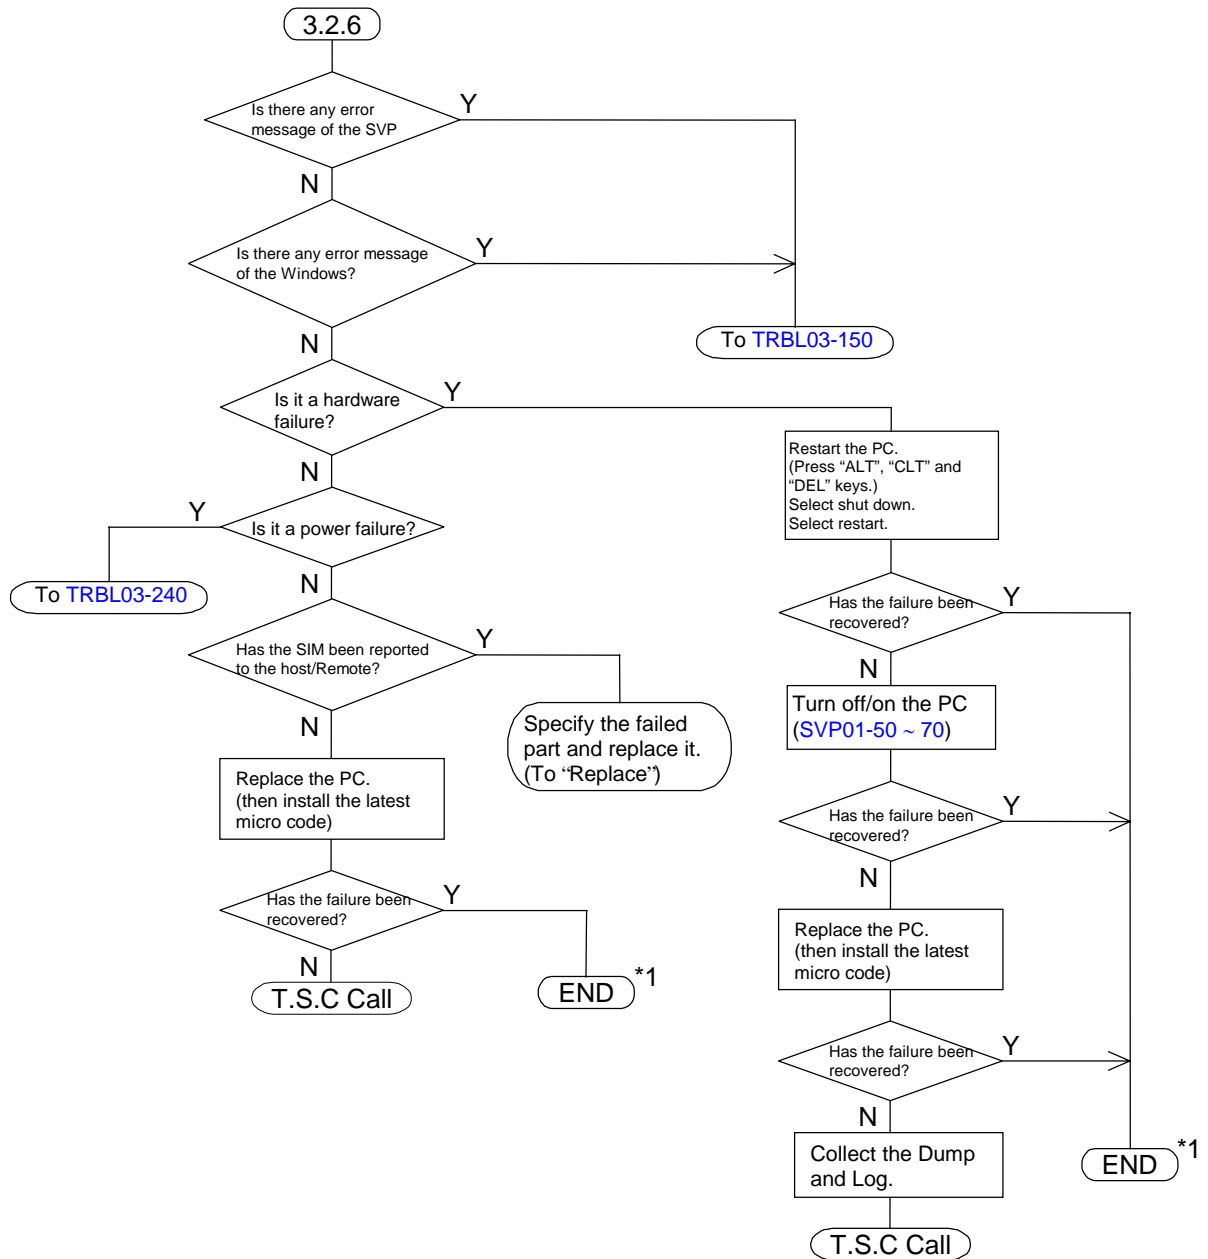 3.2.6
Is there any error
message of the SVP
Y
N
Is there any error message
of the Windows?
Y
N
To TRBL03-150
Is it a hardware
failure?
Y
N
Restart the PC.
(Press “ALT”, “CLT” and
“DEL” keys.)
Select shut down.
Select restart.
Y
Is it a power failure?
N
To TRBL03-240
Has the failure been
recovered?
Y
N
Has the SIM been reported
to the host/Remote?
Y
N
Turn off/on the PC
(SVP01-50 ~ 70)
Specify the failed
part and replace it.
(To “Replace”)
Replace the PC.
(then install the latest
micro code)
Has the failure been
recovered?
Y
N
Has the failure been
recovered?
Y
N
Replace the PC.
(then install the latest
micro code)
T.S.C Call
END *1
Has the failure been
recovered?
Y
N
Collect the Dump
and Log.
END *1
T.S.C Call